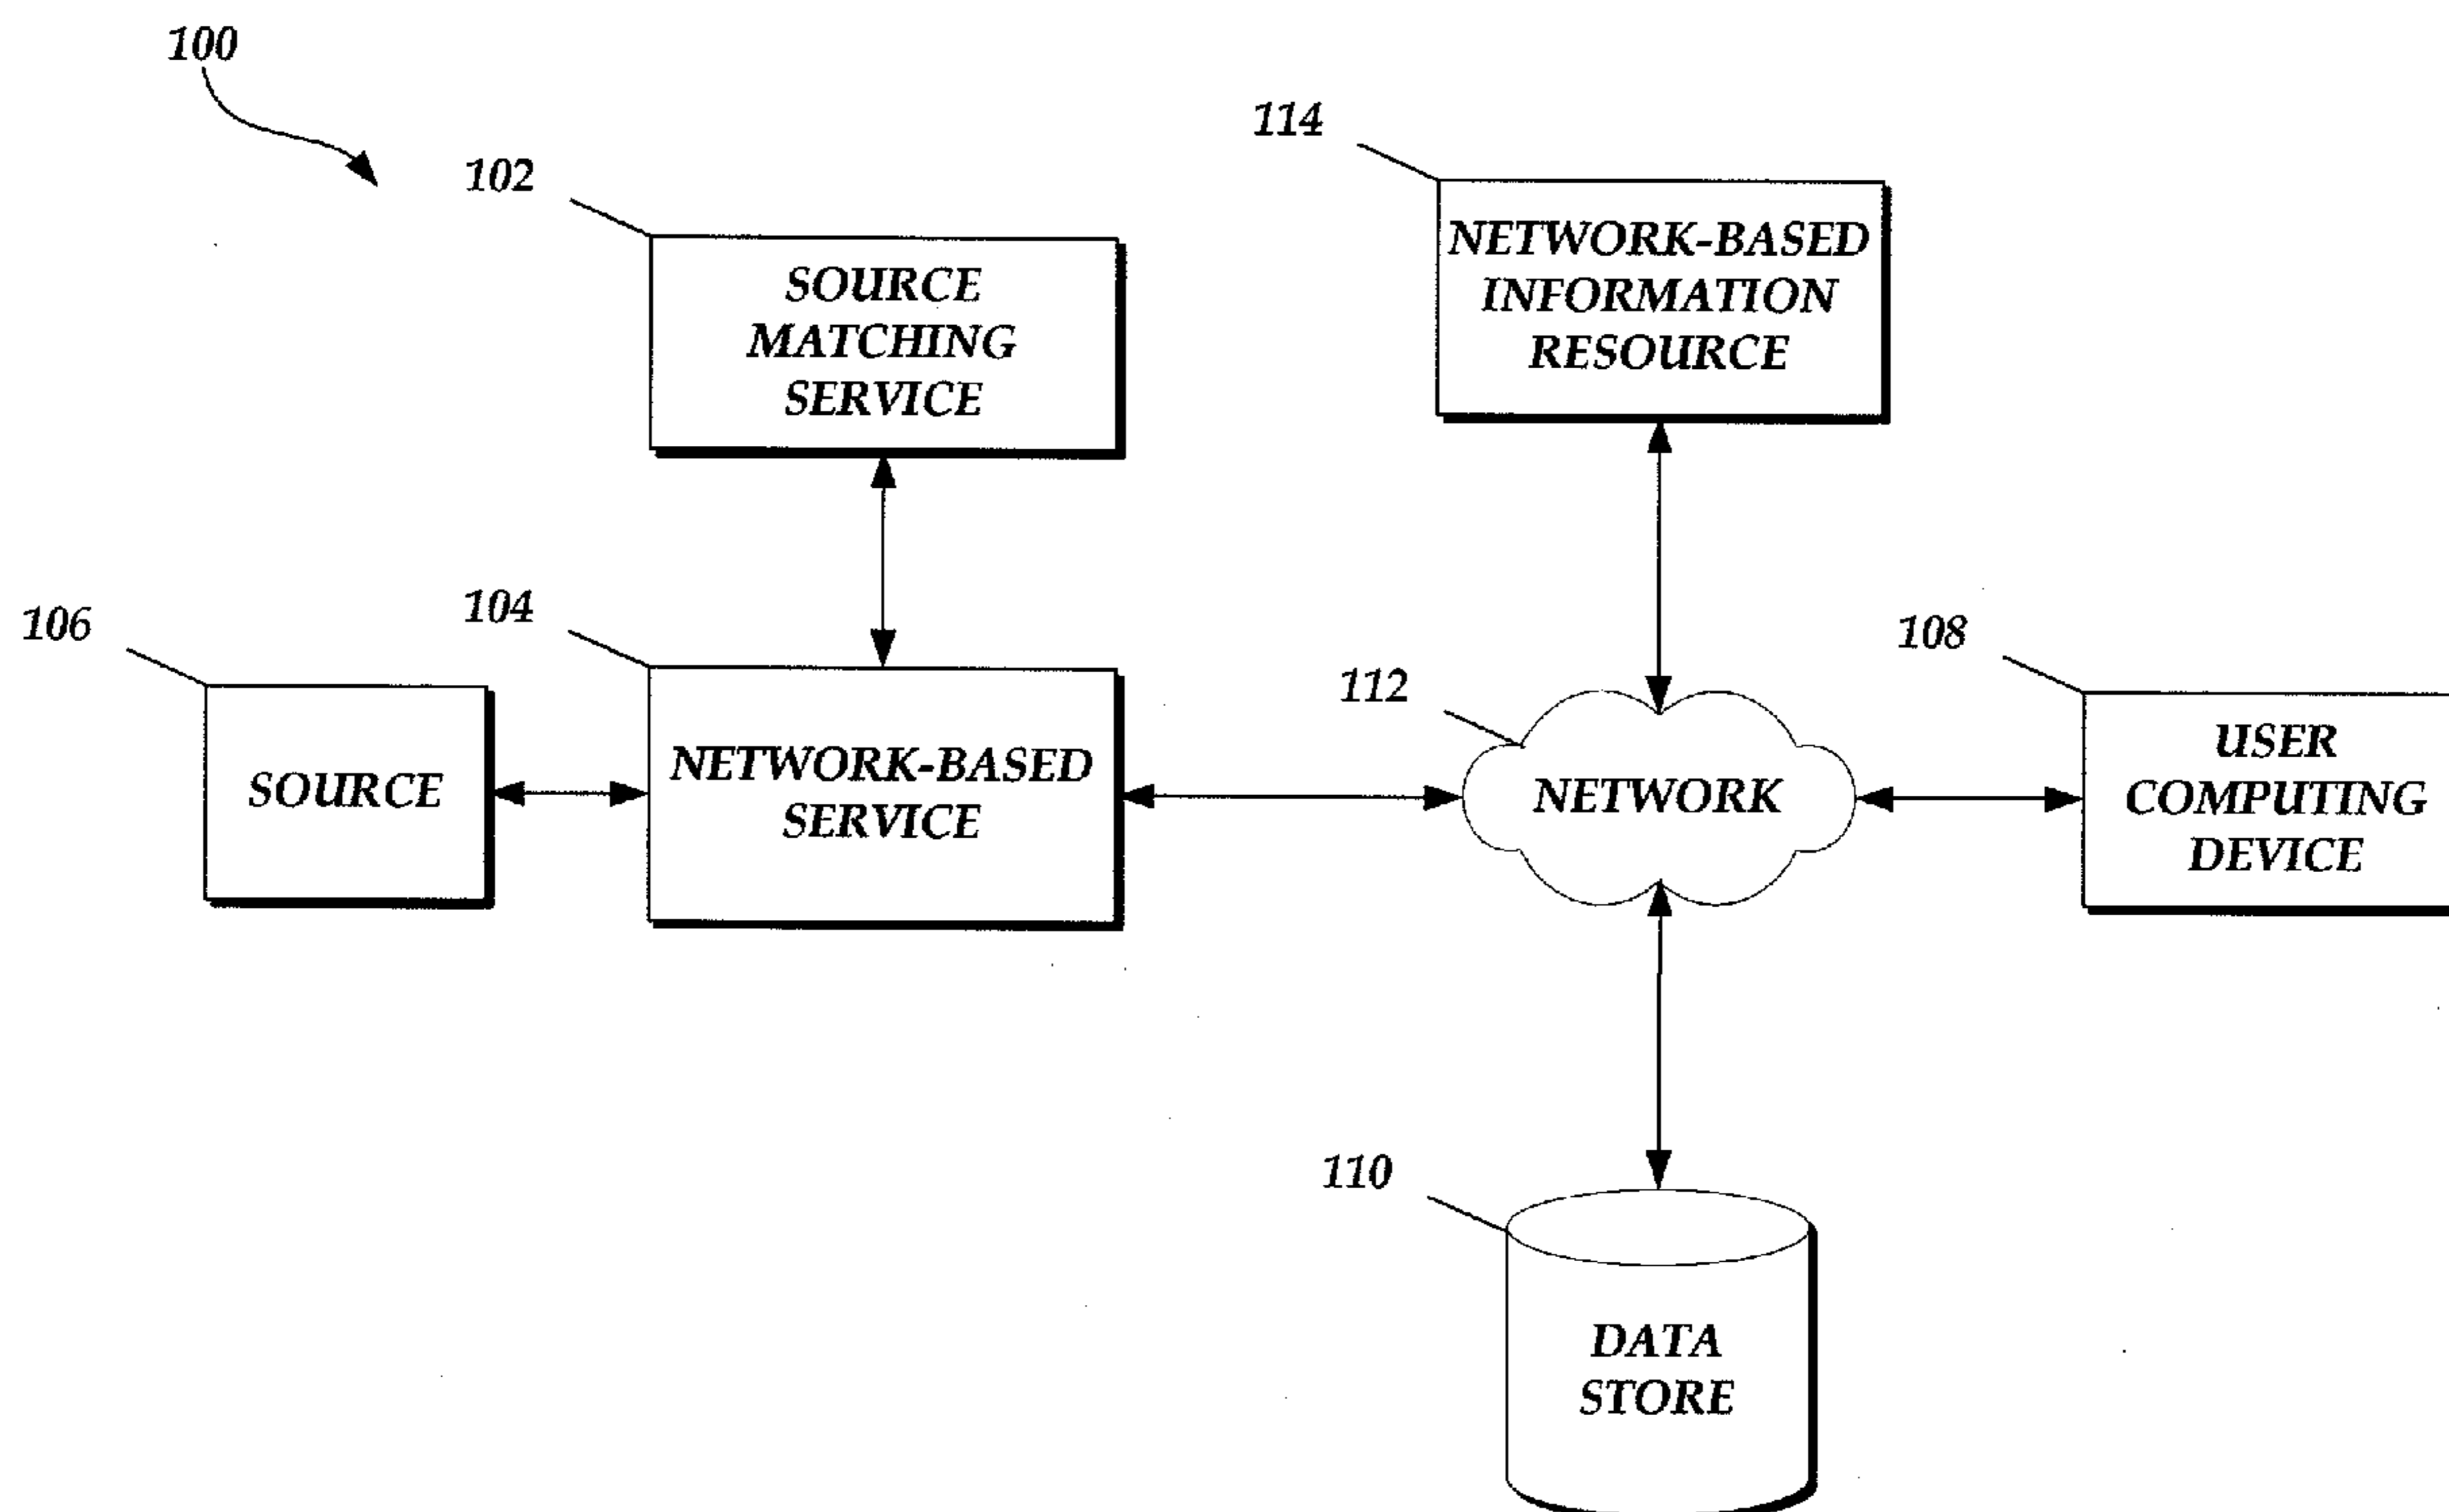 100
114
102
NETWORK-BASED
INFORMATION
RESOURCE
SOURCE
MATCHING
SERVICE
106
104
108
112
SOURCE
NETWORK-BASED
SERVICE
NETWORK
USER
COMPUTING
DEVICE
110
DATA
STORE